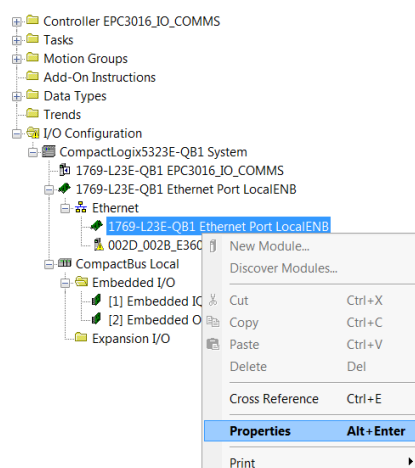 Controller EPC3016_IO_COMMS
Tasks
Motion Groups
Add-On Instructions
Data Types
Trends
I/O Configuration
CompactLogix5323E-QB1 System
1769-L23E-QB1 EPC3016_IO_COMMS
1769-L23E-QB1 Ethernet Port LocalENB
Ethernet
1769-L23E-QB1 Ethernet Port LocalENB
002D_002B_E360
CompactBus Local
Embedded I/O
[1] Embedded IQ
[2] Embedded O
Expansion I/O
New Module...
Discover Modules...
Cut Ctrl+X
Copy Ctrl+C
Paste Ctrl+V
Delete Del
Cross Reference Ctrl+E
Properties Alt+Enter
Print